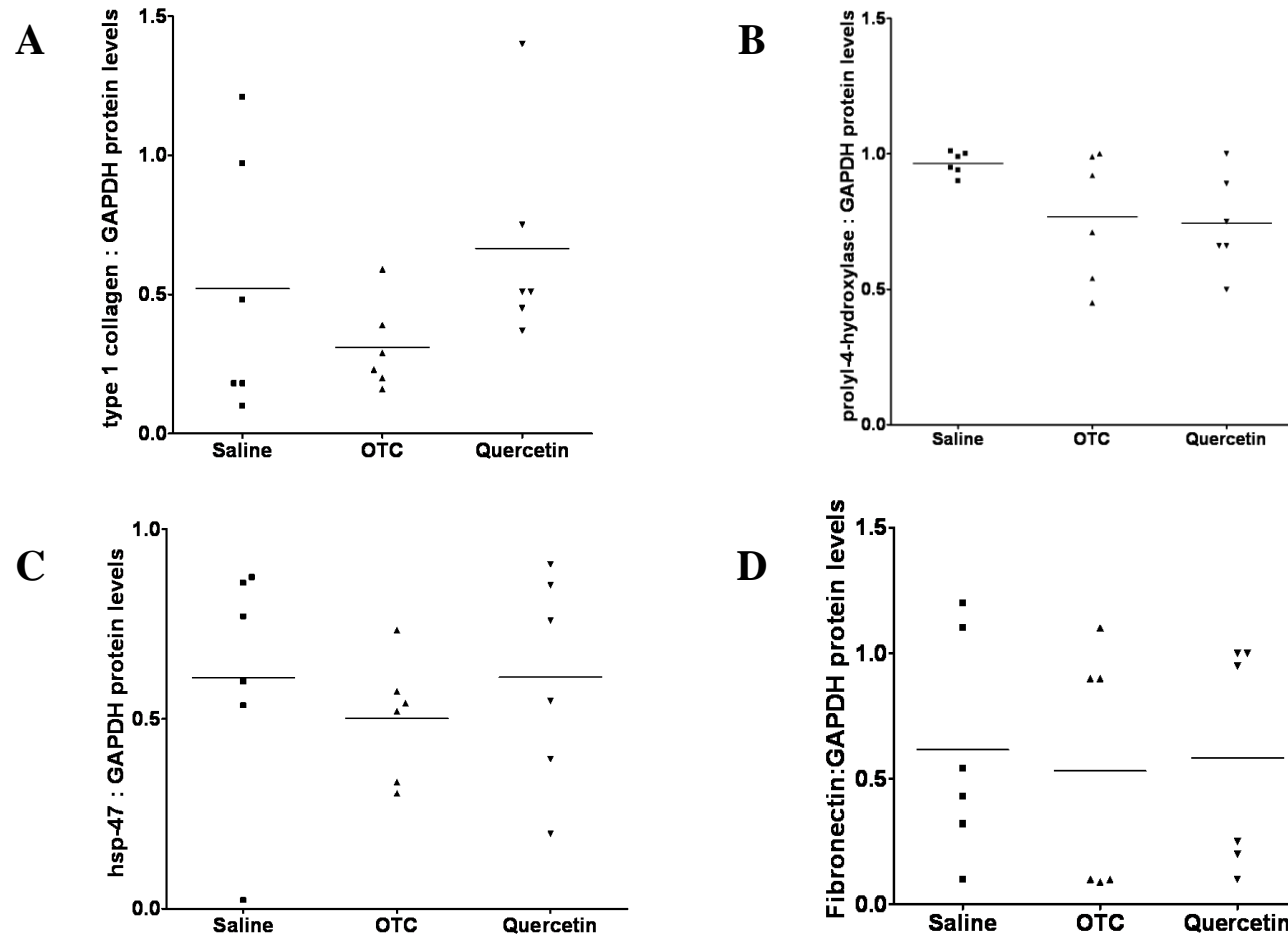 A
type 1 collagen : GAPDH protein levels
1.5
1.0
0.5
0.0
Saline OTC Quercetin
B
prolyl-4-hydroxylase : GAPDH protein levels
1.5
1.0
0.5
0.0
Saline OTC Quercetin
C
hsp-47 : GAPDH protein levels
1.0
0.5
0.0
Saline OTC Quercetin
D
Fibronectin:GAPDH protein levels
1.5
1.0
0.5
0.0
Saline OTC Quercetin